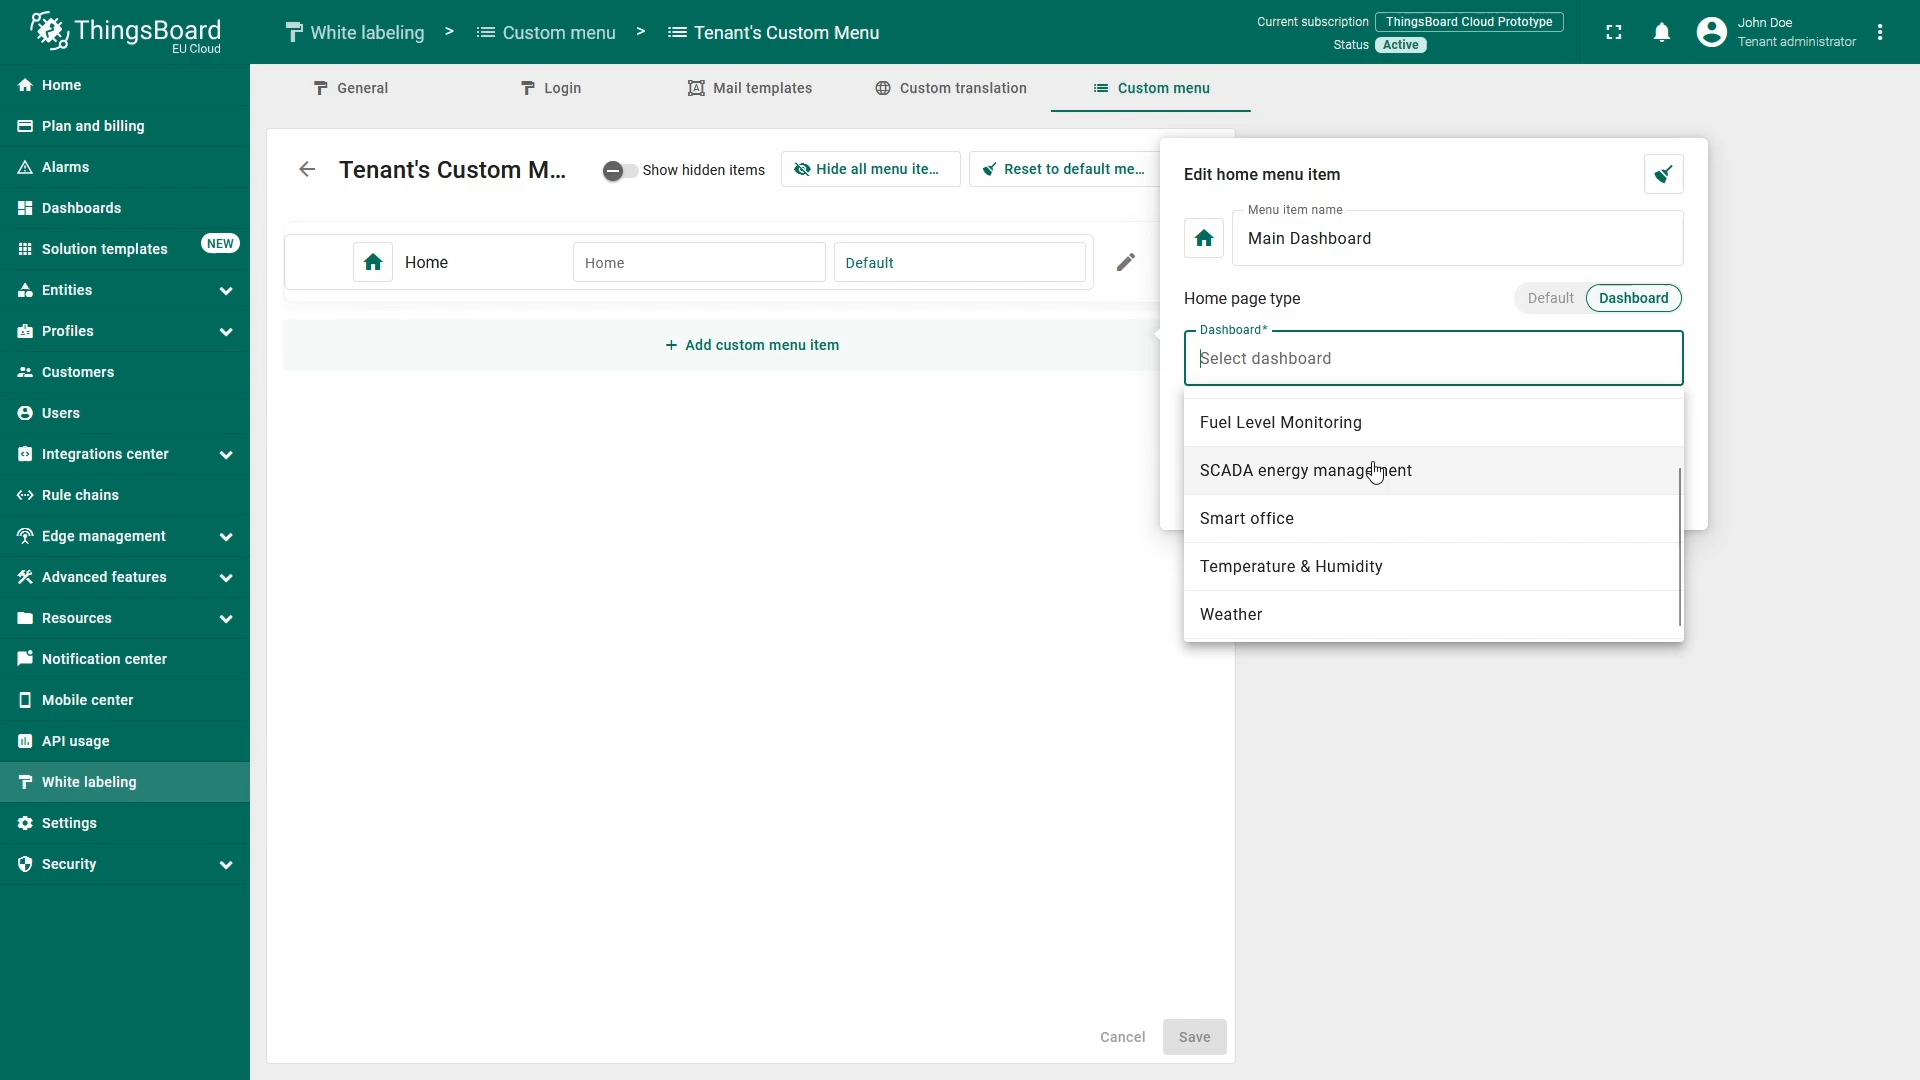 ThingsBoard
EU Cloud
White labeling > Custom menu > Tenant's Custom Menu
Current subscription ThingsBoard Cloud Prototype
Status Active
John Doe
Tenant administrator
Home
Plan and billing
Alarms
Dashboards
Solution templates NEW
Entities
Profiles
Customers
Users
Integrations center
Rule chains
Edge management
Advanced features
Resources
Notification center
Mobile center
API usage
White labeling
Settings
Security
General Login Mail templates Custom translation Custom menu
Tenant's Custom M... Show hidden items Hide all menu ite... Reset to default me...
Home Home Default
+ Add custom menu item
Edit home menu item
Menu item name
Main Dashboard
Home page type Default Dashboard
Dashboard*
Select dashboard
Fuel Level Monitoring
SCADA energy management
Smart office
Temperature & Humidity
Weather
Cancel Save